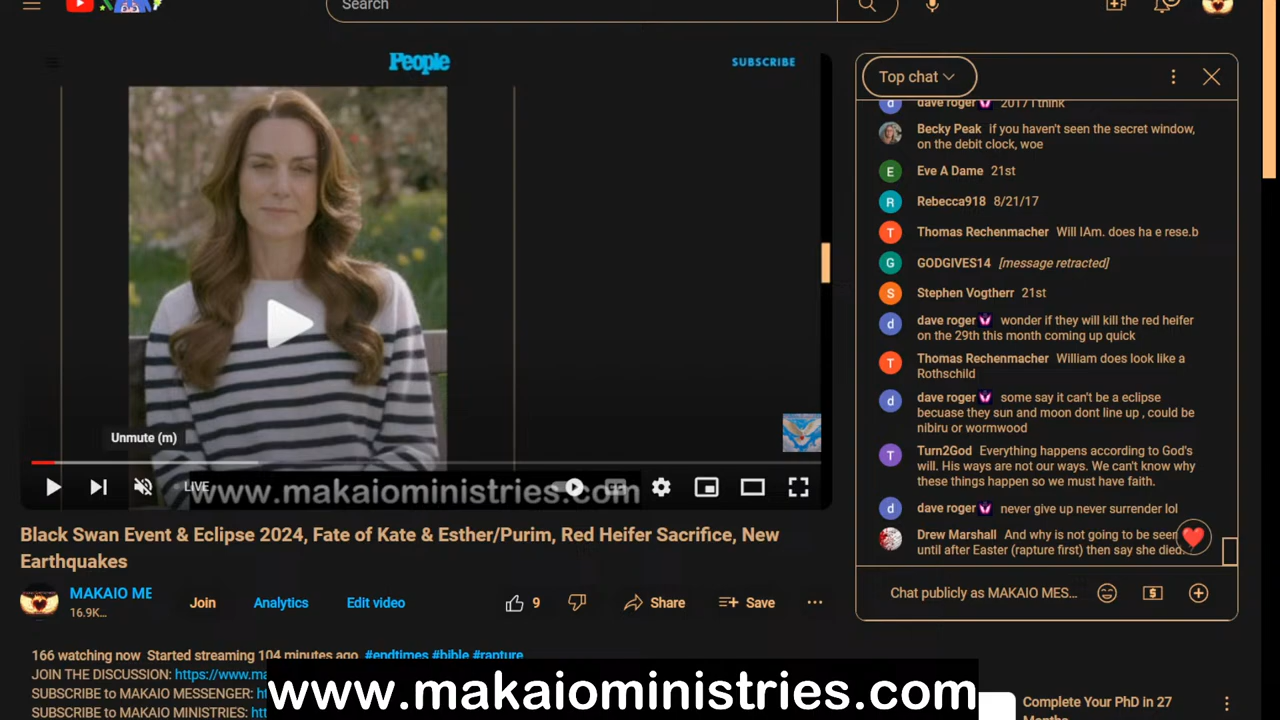 Search
People
SUBSCRIBE
Unmute (m)
LIVE
www.makaiominstries.com
Black Swan Event & Eclipse 2024, Fate of Kate & Esther/Purim, Red Heifer Sacrifice, New
Earthquakes
MAKAIO ME
16.9K...
Join
Analytics
Edit video
9
Share
Save
166 watching now Started streaming 104 minutes ago #endtimes #bible #rapture
JOIN THE DISCUSSION: https://www.ma
SUBSCRIBE to MAKAIO MESSENGER: ht
SUBSCRIBE to MAKAIO MINISTRIES: htt
www.makaioministries.com
Top chat
dave roger 2017 i think
Becky Peak if you haven't seen the secret window,
on the debit clock, woe
Eve A Dame 21st
Rebecca918 8/21/17
Thomas Rechenmacher Will IAm. does ha e rese.b
GODGIVES14 [message retracted]
Stephen Vogtherr 21st
dave roger wonder if they will kill the red heifer
on the 29th this month coming up quick
Thomas Rechenmacher William does look like a
Rothschild
dave roger some say it can't be a eclipse
becuase they sun and moon dont line up , could be
nibiru or wormwood
Turn2God Everything happens according to God's
will. His ways are not our ways. We can't know why
these things happen so we must have faith.
dave roger never give up never surrender lol
Drew Marshall And why is not going to be seen
until after Easter (rapture first) then say she died.
Chat publicly as MAKAIO MES...
Complete Your PhD in 27
Months